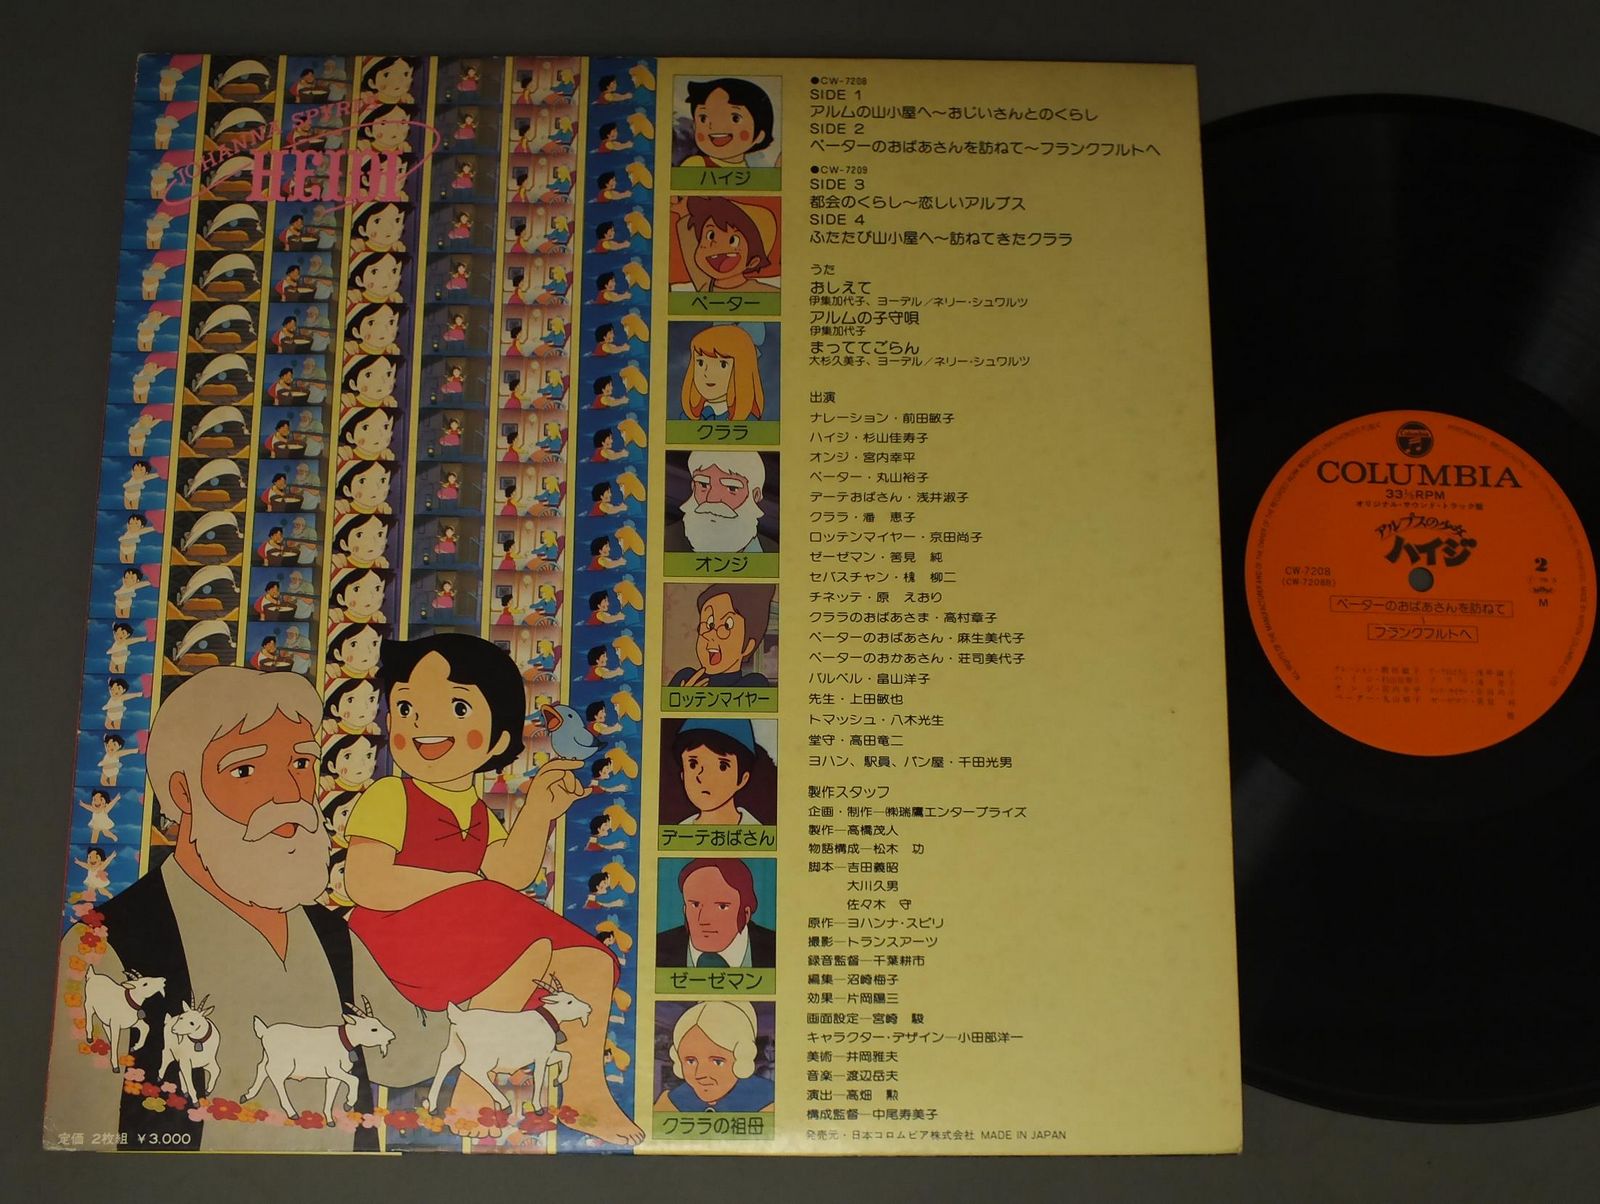 JOHANNA SPYRI
HEIDI
ハイジ
ペーター
クララ
オンジ
ロッテンマイヤー
デーテおばさん
ゼーゼマン
クララの祖母
定価 2枚組 ￥3.000
●CW-7208
SIDE 1
アルムの山小屋へ～おじいさんとのくらし
SIDE 2
ペーターのおばあさんを訪ねて～フランクフルトへ
●CW-7209
SIDE 3
都会のくらし～恋しいアルプス
SIDE 4
ふたたび山小屋へ～訪ねてきたクララ
うた
おしえて
伊集加代子、ヨーデル／ネリー・シュワルツ
アルムの子守唄
伊集加代子
まっててごらん
大杉久美子、ヨーデル／ネリー・シュワルツ
出演
ナレーション・前田敏子
ハイジ・杉山佳寿子
オンジ・宮内幸平
ペーター・丸山裕子
デーテおばさん・浅井淑子
クララ・潘　恵子
ロッテンマイヤー・京田尚子
ゼーゼマン・筈見　純
セバスチャン・槐　柳二
チネッテ・原　えおり
クララのおばあさま・高村章子
ペーターのおばあさん・麻生美代子
ペーターのおかあさん・荘司美代子
バルベル・畠山洋子
先生・上田敏也
トマッシュ・八木光生
堂守・高田竜二
ヨハン、駅員、パン屋・千田光男
製作スタッフ
企画・制作―㈱瑞鷹エンタープライズ
製作―高橋茂人
物語構成―松木　功
脚本―吉田義昭
大川久男
佐々木　守
原作―ヨハンナ・スピリ
撮影―トランスアーツ
録音監督―千葉耕市
編集―沼崎梅子
効果―片岡陽三
画面設定―宮崎　駿
キャラクター・デザイン―小田部洋一
美術―井岡雅夫
音楽―渡辺岳夫
演出―高畑　勲
構成監督―中尾寿美子
発売元・日本コロムビア株式会社 MADE IN JAPAN
Columbia
COLUMBIA
33⅓RPM
オリジナル・サウンド・トラック盤
アルプスの少女
ハイジ
CW-7208
(CW-7208B)
2
M
ペーターのおばあさんを訪ねて
～
フランクフルトへ